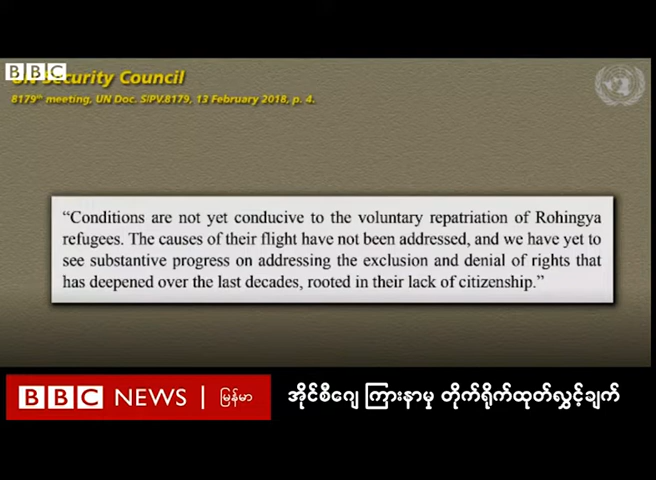 BBC
UN Security Council
8179th meeting, UN Doc. S/PV.8179, 13 February 2018, p. 4.
“Conditions are not yet conducive to the voluntary repatriation of Rohingya
refugees. The causes of their flight have not been addressed, and we have yet to
see substantive progress on addressing the exclusion and denial of rights that
has deepened over the last decades, rooted in their lack of citizenship.”
BBC NEWS | မြန်မာ
အိုင်စီဂျေ ကြားနာမှု တိုက်ရိုက်ထုတ်လွှင့်ချက်